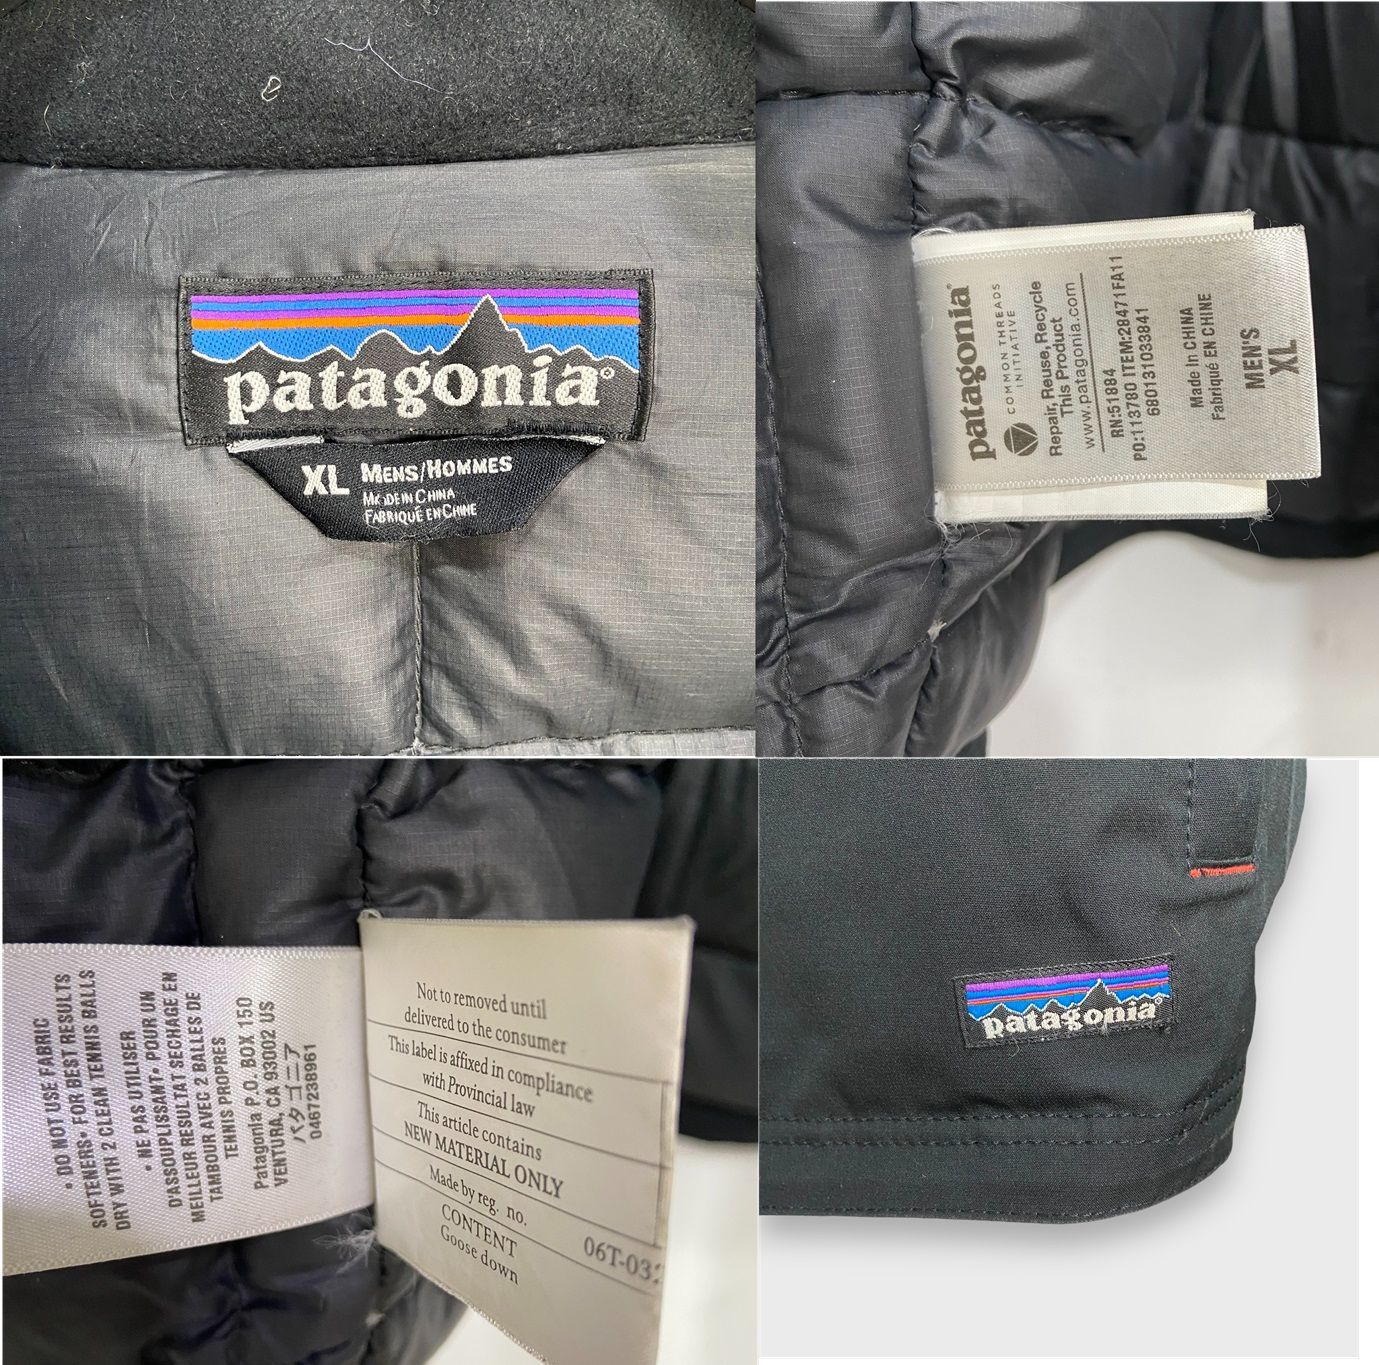 patagonia®
XL MENS/HOMMES
MADE IN CHINA
FABRIQUÉ EN CHINE
patagonia®
COMMON THREADS
INITIATIVE
Repair, Reuse, Recycle
This Product
www.patagonia.com
RN:51884
PO:113780 ITEM:28471FA11
680131033841
Made In CHINA
Fabriqué EN CHINE
MEN'S
XL
• DO NOT USE FABRIC
SOFTENERS• FOR BEST RESULTS
DRY WITH 2 CLEAN TENNIS BALLS
• NE PAS UTILISER
D'ASSOUPLISSANT• POUR UN
MEILLEUR RESULTAT SECHAGE EN
TAMBOUR AVEC 2 BALLES DE
TENNIS PROPRES
Patagonia P.O. BOX 150
VENTURA, CA 93002 US
パタゴニア
0467238961
Not to removed until
delivered to the consumer
This label is affixed in compliance
with Provincial law
This article contains
NEW MATERIAL ONLY
Made by reg. no.
06T-03
CONTENT
Goose down
patagonia®